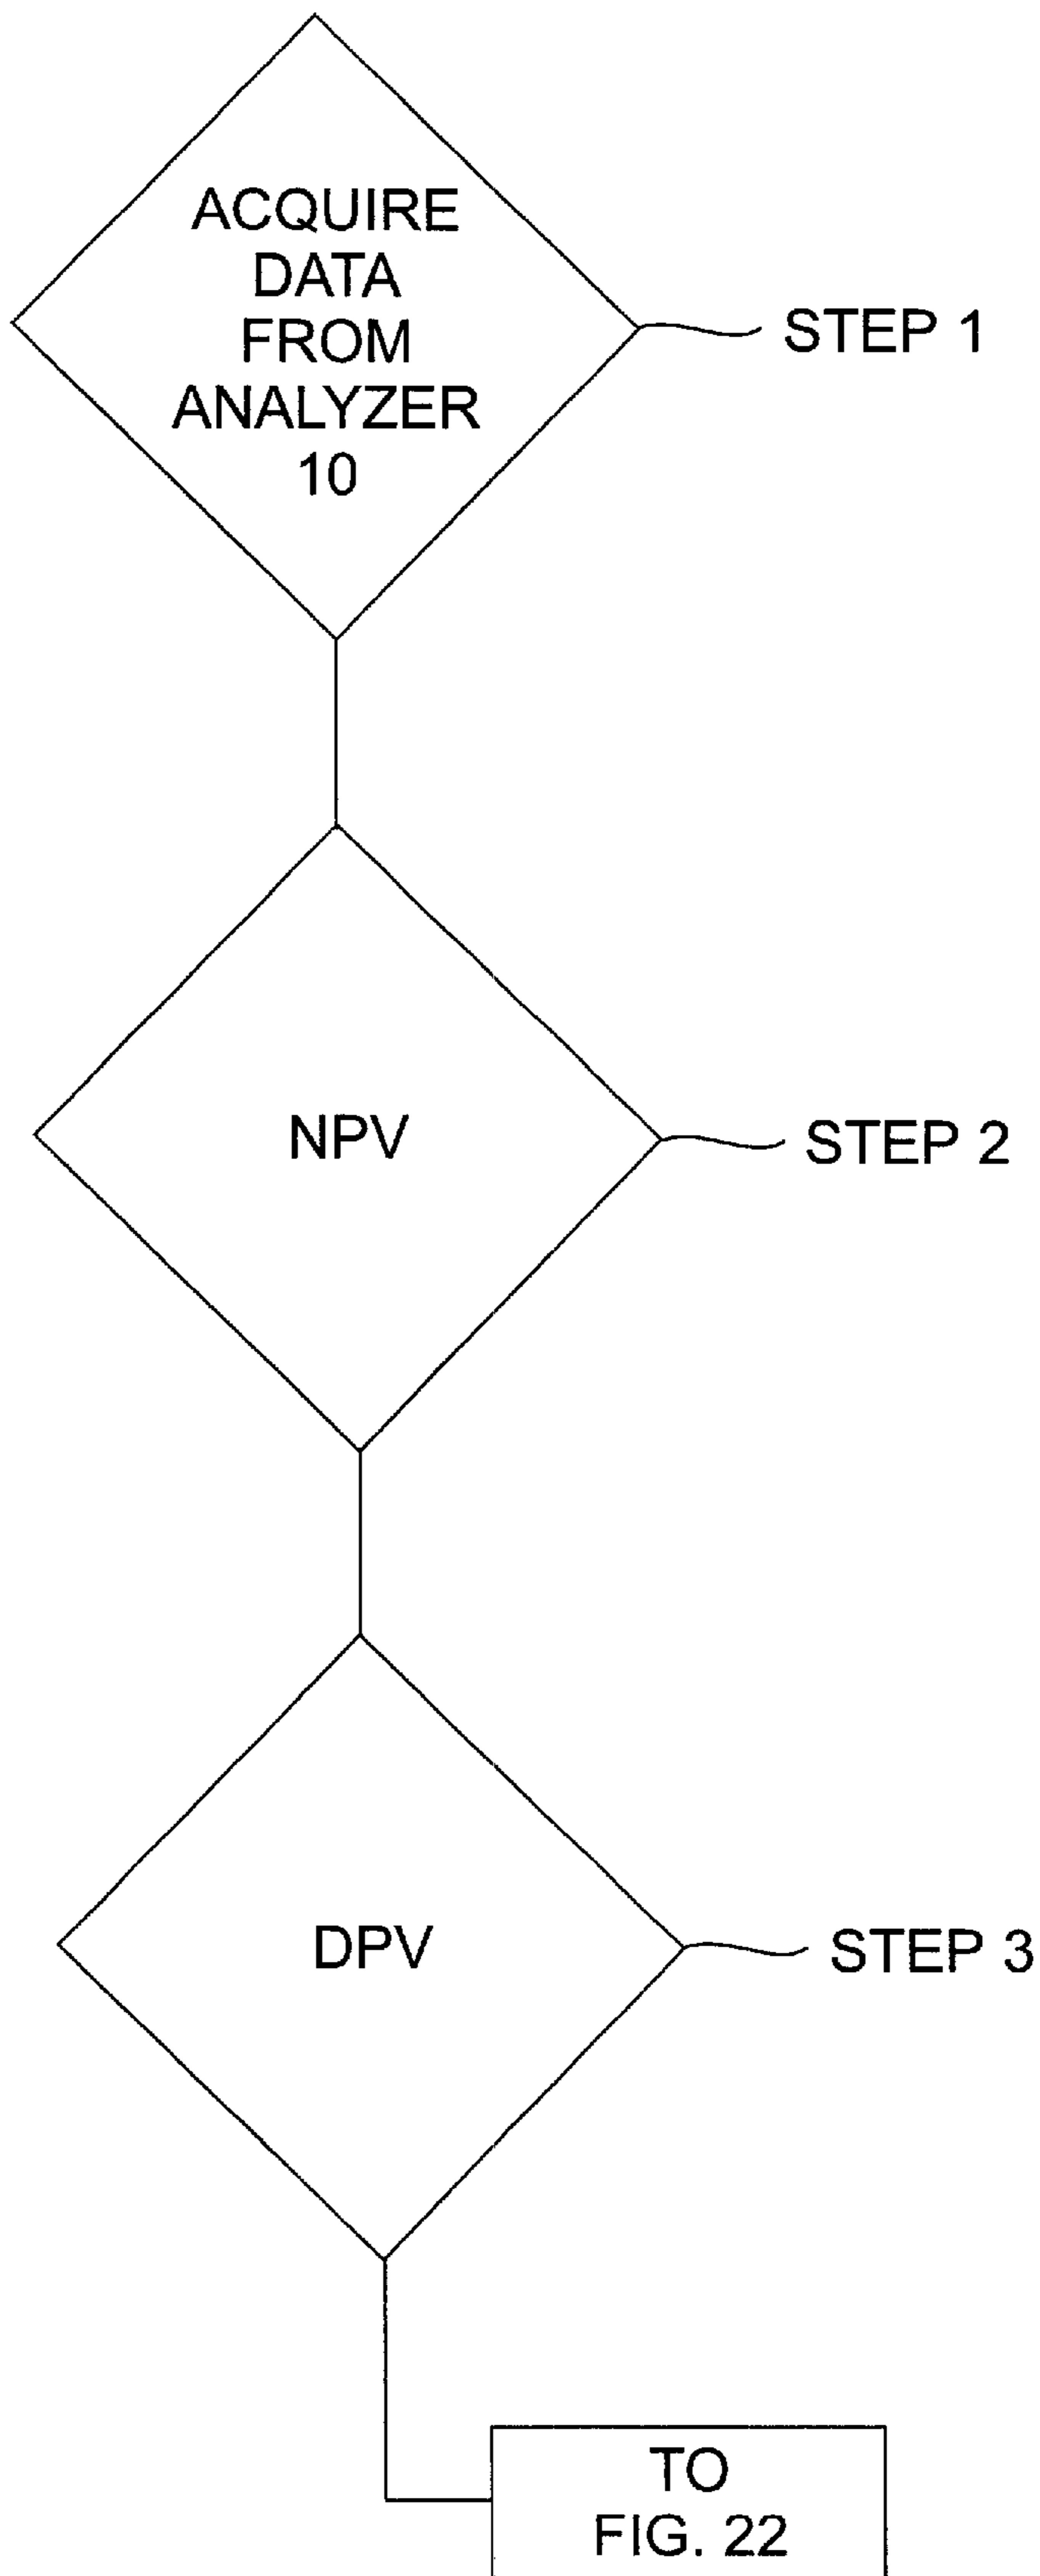 ACQUIRE
DATA
FROM
ANALYZER
10
STEP 1
NPV
STEP 2
DPV
STEP 3
TO
FIG. 22